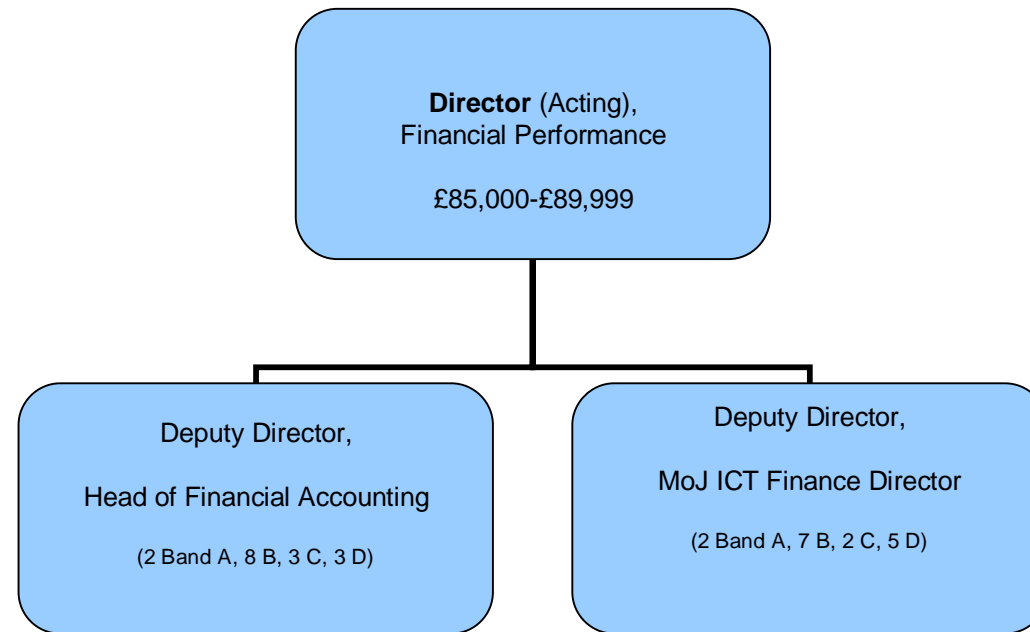 Director (Acting),
Financial Performance
£85,000-£89,999
Deputy Director,
Head of Financial Accounting
(2 Band A, 8 B, 3 C, 3 D)
Deputy Director,
MoJ ICT Finance Director
(2 Band A, 7 B, 2 C, 5 D)